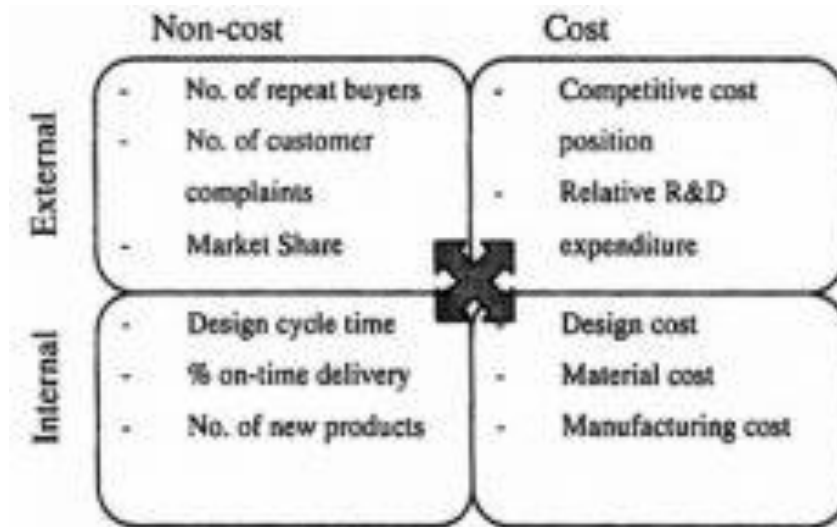 Non-cost Cost
External
- No. of repeat buyers
- No. of customer
complaints
- Market Share
- Competitive cost
position
- Relative R&D
expenditure
Internal
- Design cycle time
- % on-time delivery
- No. of new products
- Design cost
- Material cost
- Manufacturing cost